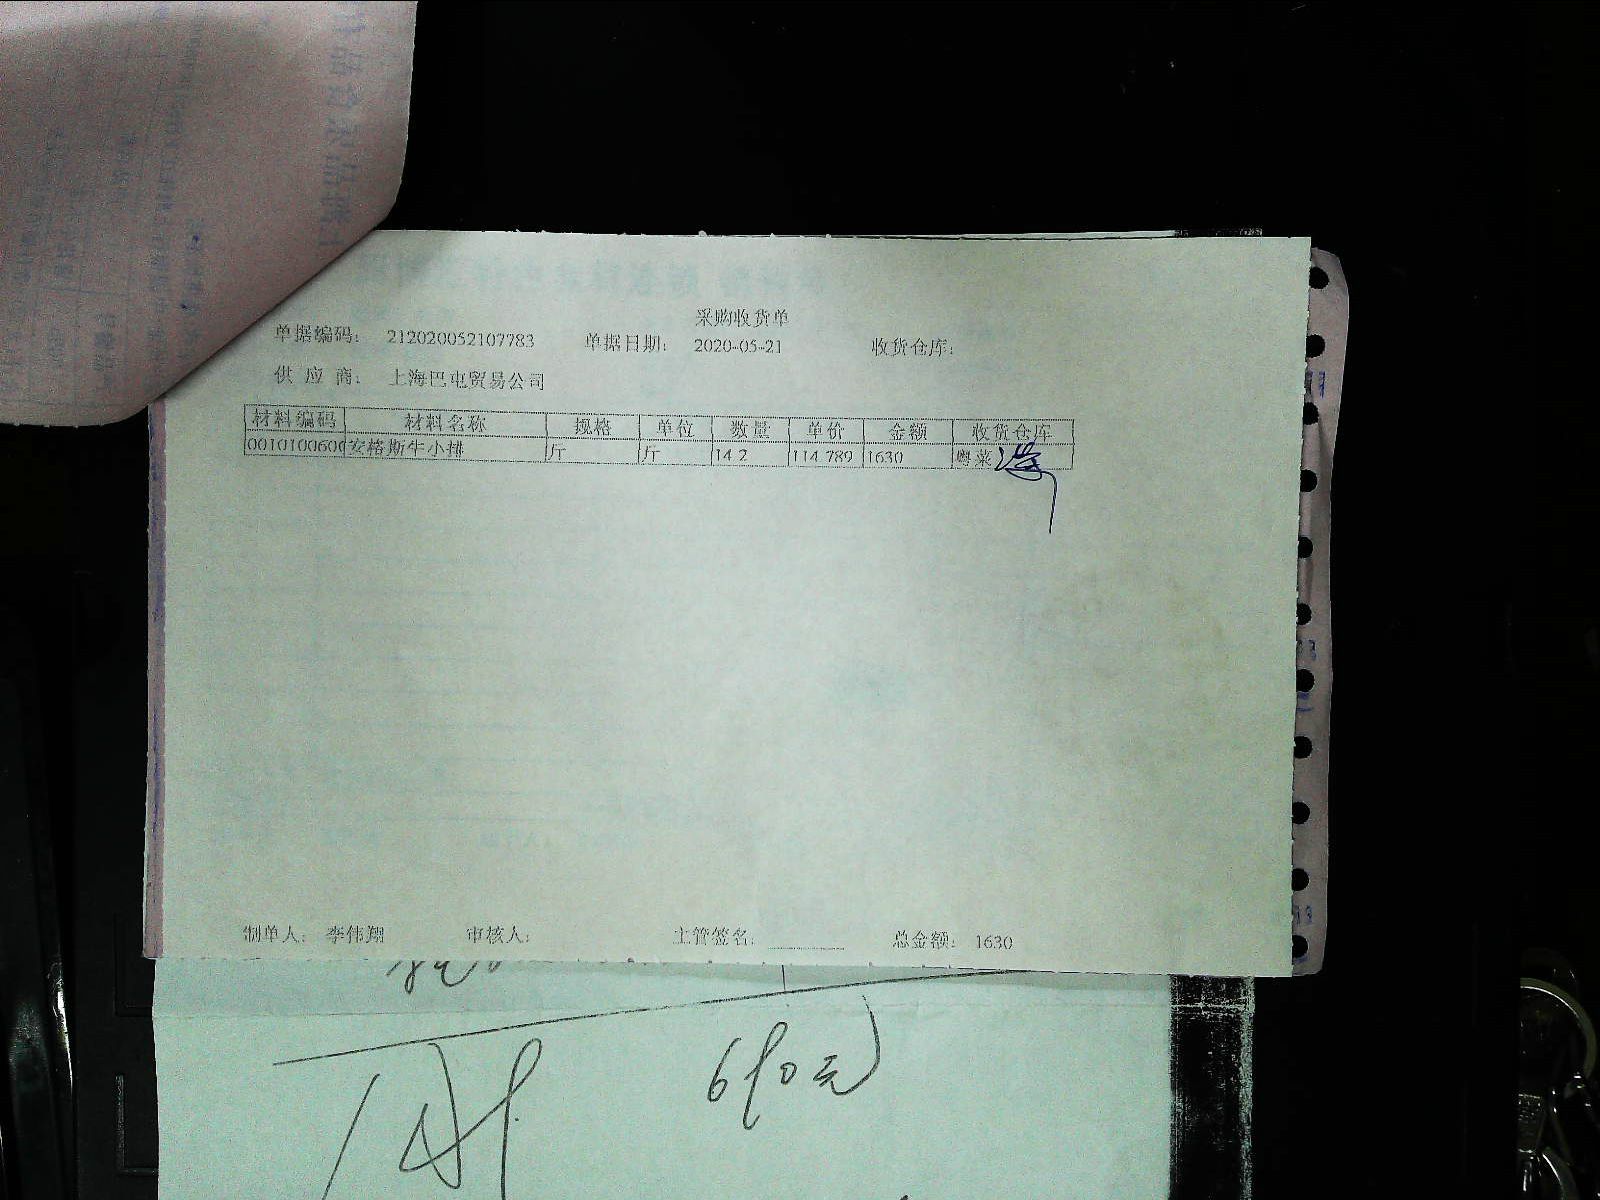 采购收货单
单据编码: 212020052107783 单据日期: 2020-05-21 收货仓库:
供应商: 上海巴屯贸易公司
材料编码 材料名称 规格 单位 数量 单价 金额 收货仓库
0010100600 安格斯牛小排 斤 斤 14.2 114.789 1630 粤菜
制单人: 李伟翔 审核人: 主管签名: 总金额: 1630